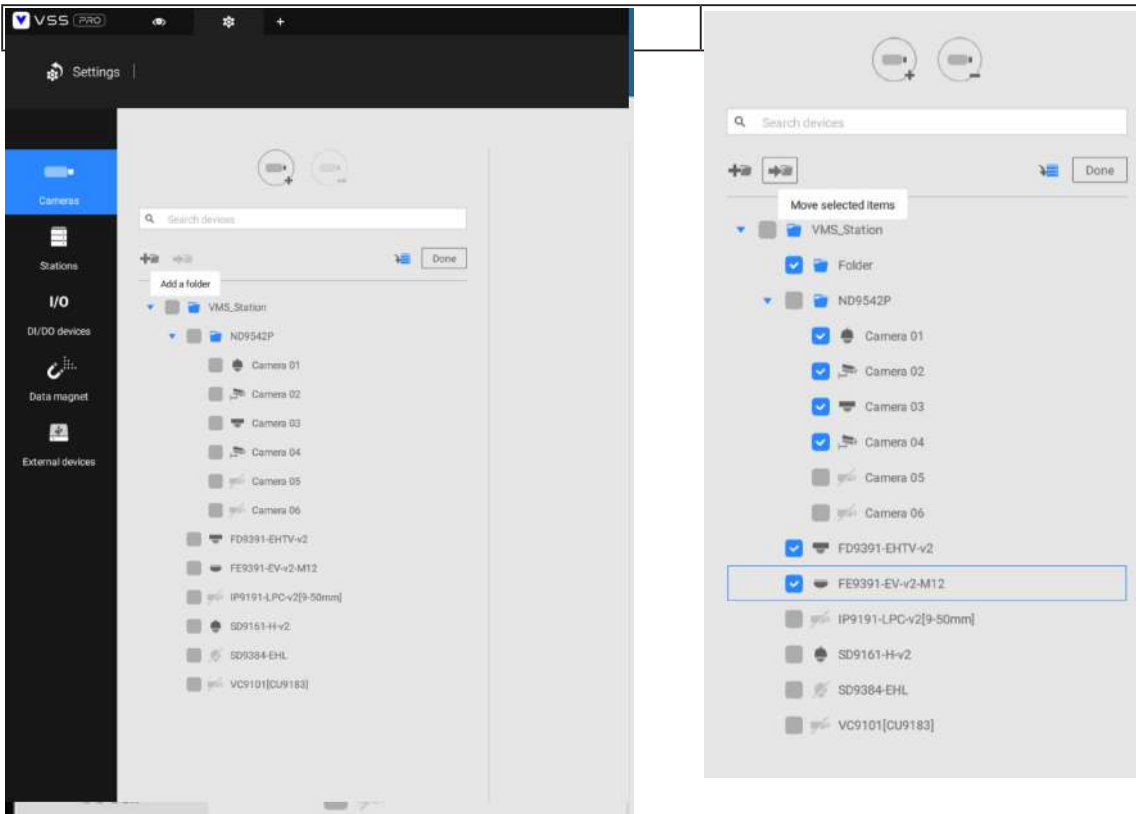 VSS PRO
+
Settings
Cameras
Stations
I/O
DI/DO devices
Data magnet
External devices
Search devices
Done
Add a folder
VMS_Station
ND9542P
Camera 01
Camera 02
Camera 03
Camera 04
Camera 05
Camera 06
FD9391-EHTV-v2
FE9391-EV-v2-M12
IP9191-LPC-v2[9-50mm]
SD9161-H-v2
SD9384-EHL
VC9101[CU9183]
Search devices
Done
Move selected items
VMS_Station
Folder
ND9542P
Camera 01
Camera 02
Camera 03
Camera 04
Camera 05
Camera 06
FD9391-EHTV-v2
FE9391-EV-v2-M12
IP9191-LPC-v2[9-50mm]
SD9161-H-v2
SD9384-EHL
VC9101[CU9183]